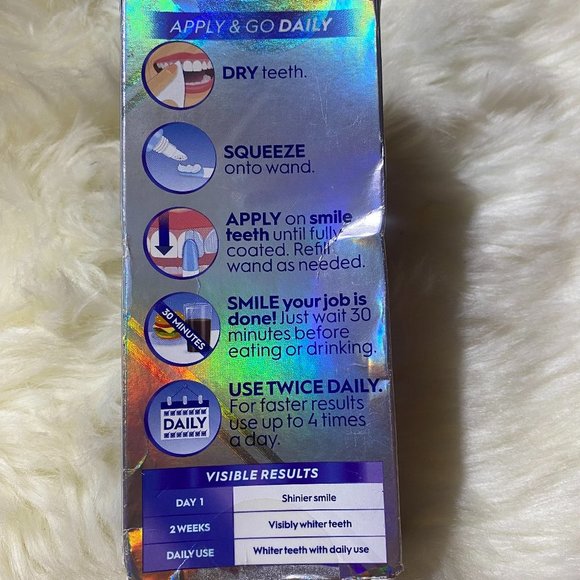 APPLY & GO DAILY
DRY teeth.
SQUEEZE
onto wand.
APPLY on smile
teeth until fully
coated. Refill
wand as needed.
30 MINUTES
SMILE your job is
done! Just wait 30
minutes before
eating or drinking.
DAILY
USE TWICE DAILY.
For faster results
use up to 4 times
a day.
VISIBLE RESULTS
DAY 1 Shinier smile
2 WEEKS Visibly whiter teeth
DAILY USE Whiter teeth with daily use